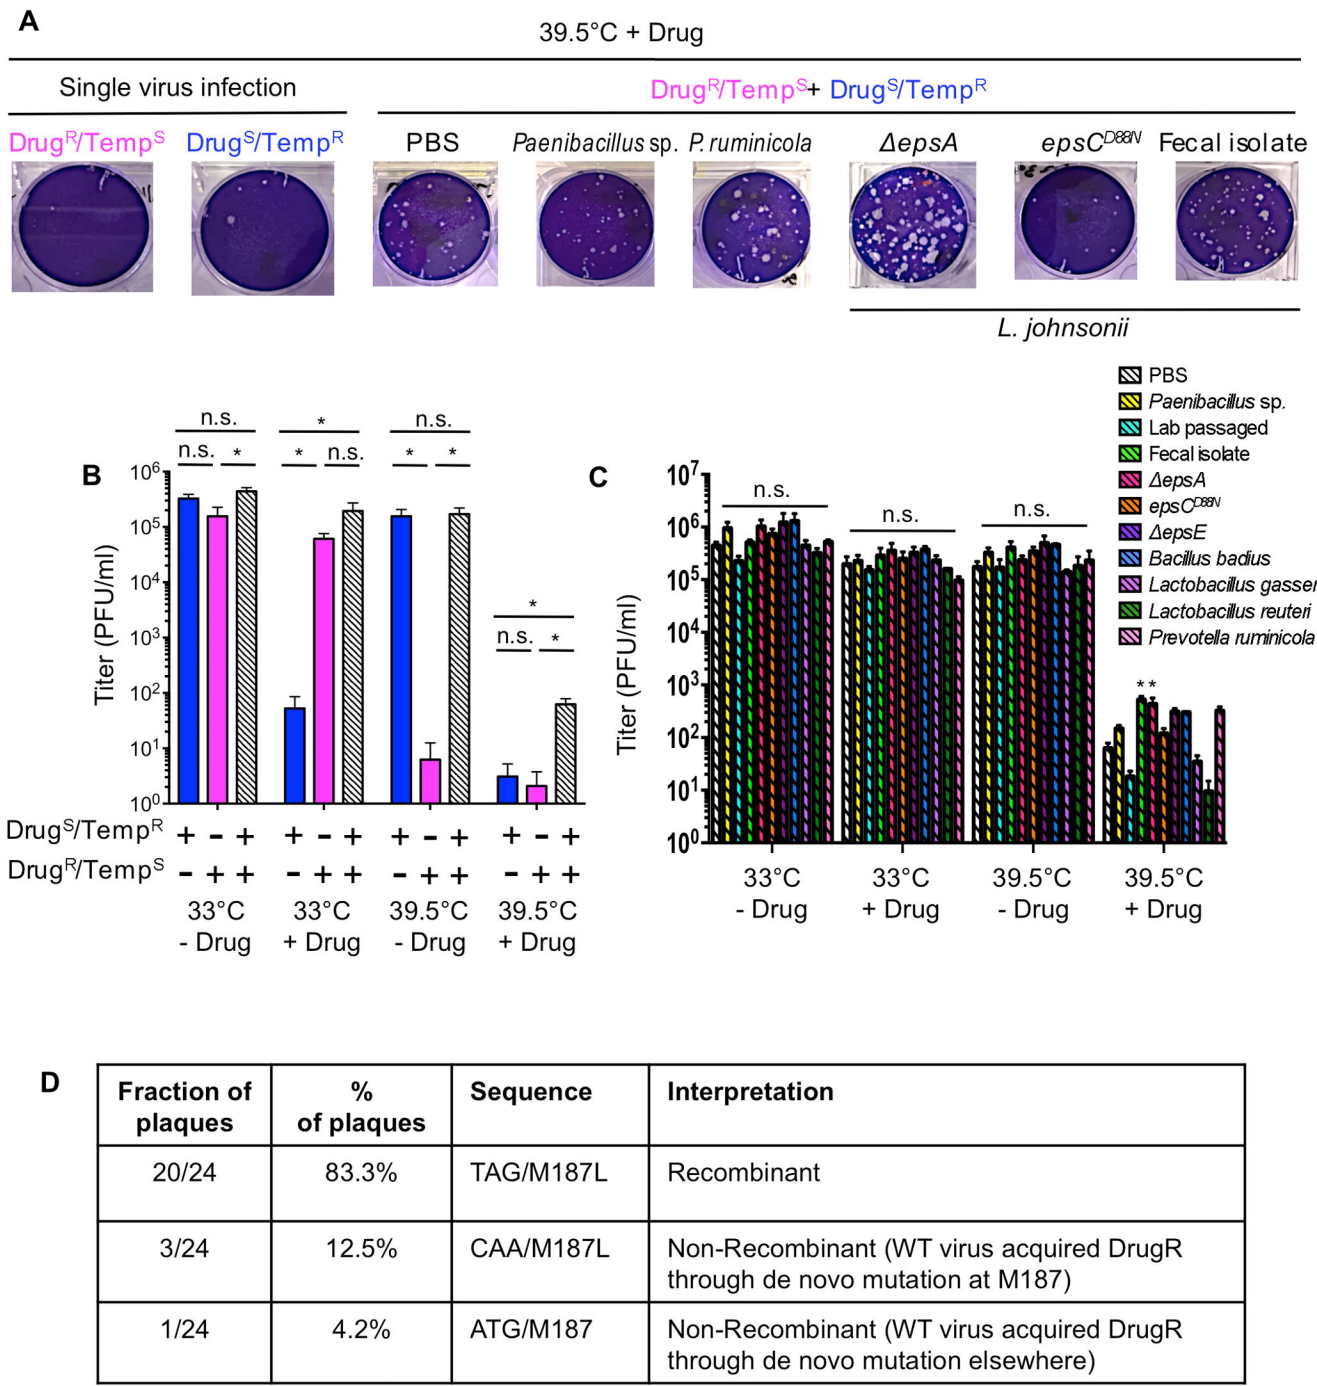 A
39.5°C + Drug
Single virus infection
DrugR/TempS+ DrugS/TempR
DrugR/TempS DrugS/TempR PBS Paenibacillus sp. P. ruminicola ΔepsA epsCD88N Fecal isolate
L. johnsonii
B
n.s. * n.s.
n.s. * * n.s. * *
*
n.s. *
Titer (PFU/ml)
10^6
10^5
10^4
10^3
10^2
10^1
10^0
DrugS/TempR + - + + - + + - + + - +
DrugR/TempS - + + - + + - + + - + +
33°C 33°C 39.5°C 39.5°C
- Drug + Drug - Drug + Drug
C
PBS
Paenibacillus sp.
Lab passaged
Fecal isolate
ΔepsA
epsCD88N
ΔepsE
Bacillus badius
Lactobacillus gasser
Lactobacillus reuteri
Prevotella ruminicola
n.s. n.s. n.s. **
Titer (PFU/ml)
10^7
10^6
10^5
10^4
10^3
10^2
10^1
10^0
33°C 33°C 39.5°C 39.5°C
- Drug + Drug - Drug + Drug
D
Fraction of plaques % of plaques Sequence Interpretation
20/24 83.3% TAG/M187L Recombinant
3/24 12.5% CAA/M187L Non-Recombinant (WT virus acquired DrugR
through de novo mutation at M187)
1/24 4.2% ATG/M187 Non-Recombinant (WT virus acquired DrugR
through de novo mutation elsewhere)